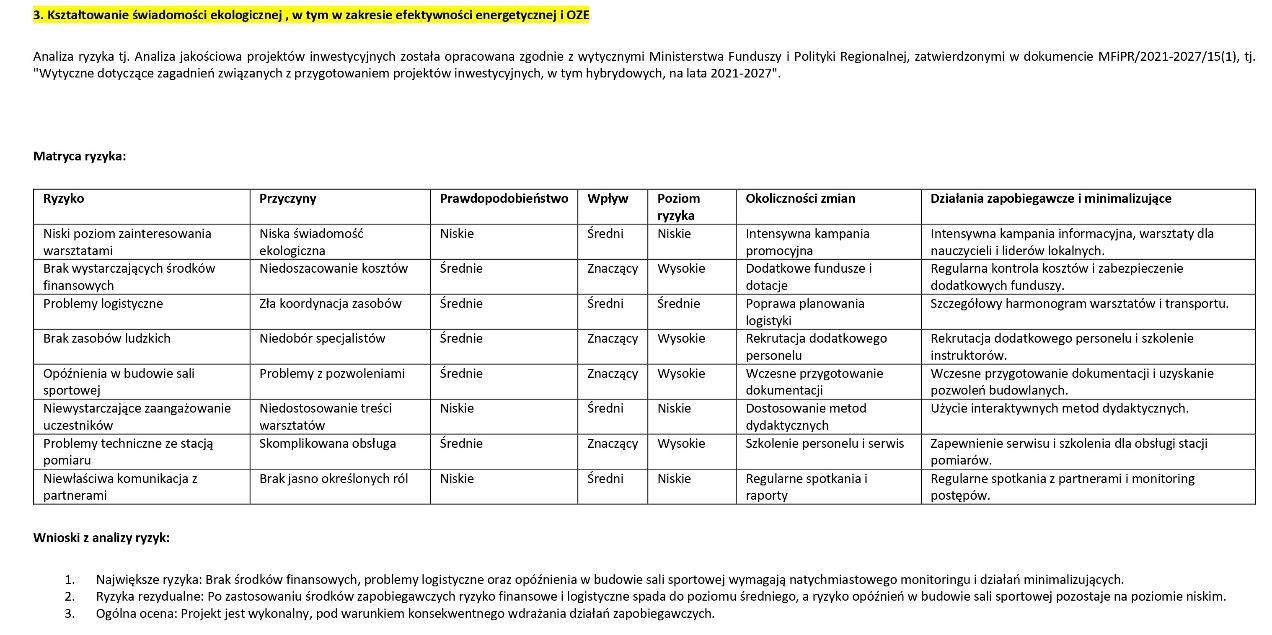 3. Kształtowanie świadomości ekologicznej , w tym w zakresie efektywności energetycznej i OZE
Analiza ryzyka tj. Analiza jakościowa projektów inwestycyjnych została opracowana zgodnie z wytycznymi Ministerstwa Funduszy i Polityki Regionalnej, zatwierdzonymi w dokumencie MFiPR/2021-2027/15(1), tj.
"Wytyczne dotyczące zagadnień związanych z przygotowaniem projektów inwestycyjnych, w tym hybrydowych, na lata 2021-2027".
Matryca ryzyka:
Ryzyko Przyczyny Prawdopodobieństwo Wpływ Poziom Okoliczności zmian Działania zapobiegawcze i minimalizujące
ryzyka
Niski poziom zainteresowania Niska świadomość Niskie Średni Niskie Intensywna kampania Intensywna kampania informacyjna, warsztaty dla
warsztatami ekologiczna promocyjna nauczycieli i liderów lokalnych.
Brak wystarczających środków Niedoszacowanie kosztów Średnie Znaczący Wysokie Dodatkowe fundusze i Regularna kontrola kosztów i zabezpieczenie
finansowych dotacje dodatkowych funduszy.
Problemy logistyczne Zła koordynacja zasobów Średnie Średni Średnie Poprawa planowania Szczegółowy harmonogram warsztatów i transportu.
logistyki
Brak zasobów ludzkich Niedobór specjalistów Średnie Znaczący Wysokie Rekrutacja dodatkowego Rekrutacja dodatkowego personelu i szkolenie
personelu instruktorów.
Opóźnienia w budowie sali Problemy z pozwoleniami Średnie Znaczący Wysokie Wczesne przygotowanie Wczesne przygotowanie dokumentacji i uzyskanie
sportowej dokumentacji pozwoleń budowlanych.
Niewystarczające zaangażowanie Niedostosowanie treści Niskie Średni Niskie Dostosowanie metod Użycie interaktywnych metod dydaktycznych.
uczestników warsztatów dydaktycznych
Problemy techniczne ze stacją Skomplikowana obsługa Średnie Znaczący Wysokie Szkolenie personelu i serwis Zapewnienie serwisu i szkolenia dla obsługi stacji
pomiaru pomiarów.
Niewłaściwa komunikacja z Brak jasno określonych ról Niskie Średni Niskie Regularne spotkania i Regularne spotkania z partnerami i monitoring
partnerami raporty postępów.
Wnioski z analizy ryzyk:
1. Największe ryzyka: Brak środków finansowych, problemy logistyczne oraz opóźnienia w budowie sali sportowej wymagają natychmiastowego monitoringu i działań minimalizujących.
2. Ryzyka rezydualne: Po zastosowaniu środków zapobiegawczych ryzyko finansowe i logistyczne spada do poziomu średniego, a ryzyko opóźnień w budowie sali sportowej pozostaje na poziomie niskim.
3. Ogólna ocena: Projekt jest wykonalny, pod warunkiem konsekwentnego wdrażania działań zapobiegawczych.